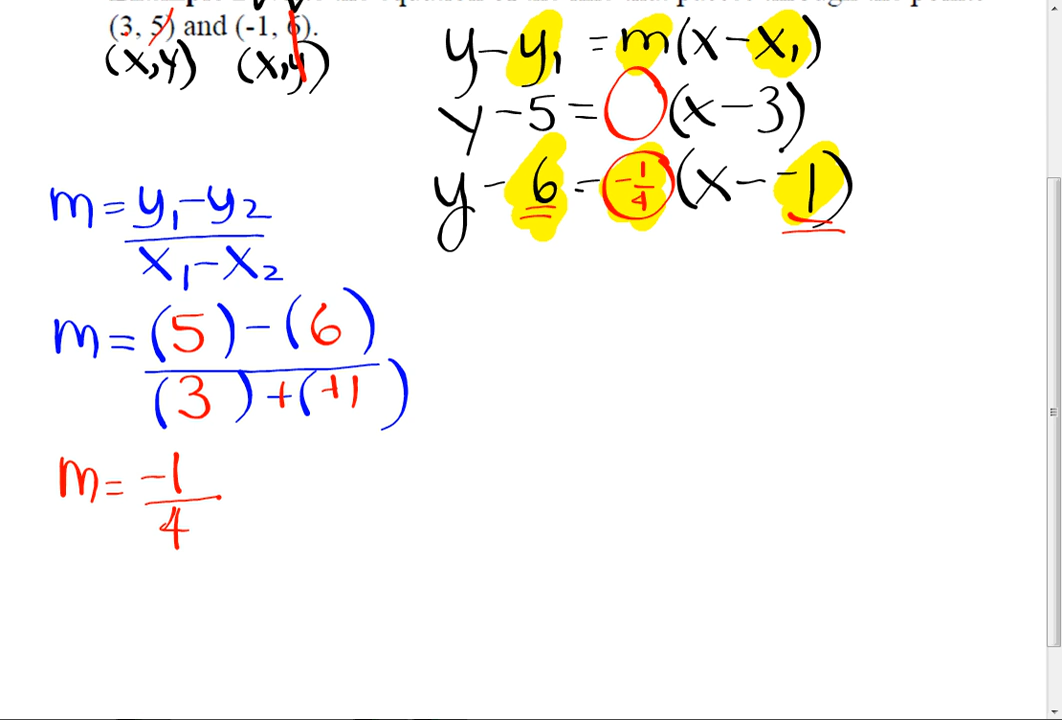 (3, 5) and (-1, 6).
(x,y) (x,y)
y-y₁ = m(x-x₁)
y-5= (x-3)
y-6=-1/4(x--1)
m=y₁-y₂/x₁-x₂
m=(5)-(6)/(3)+(+1)
m=-1/4